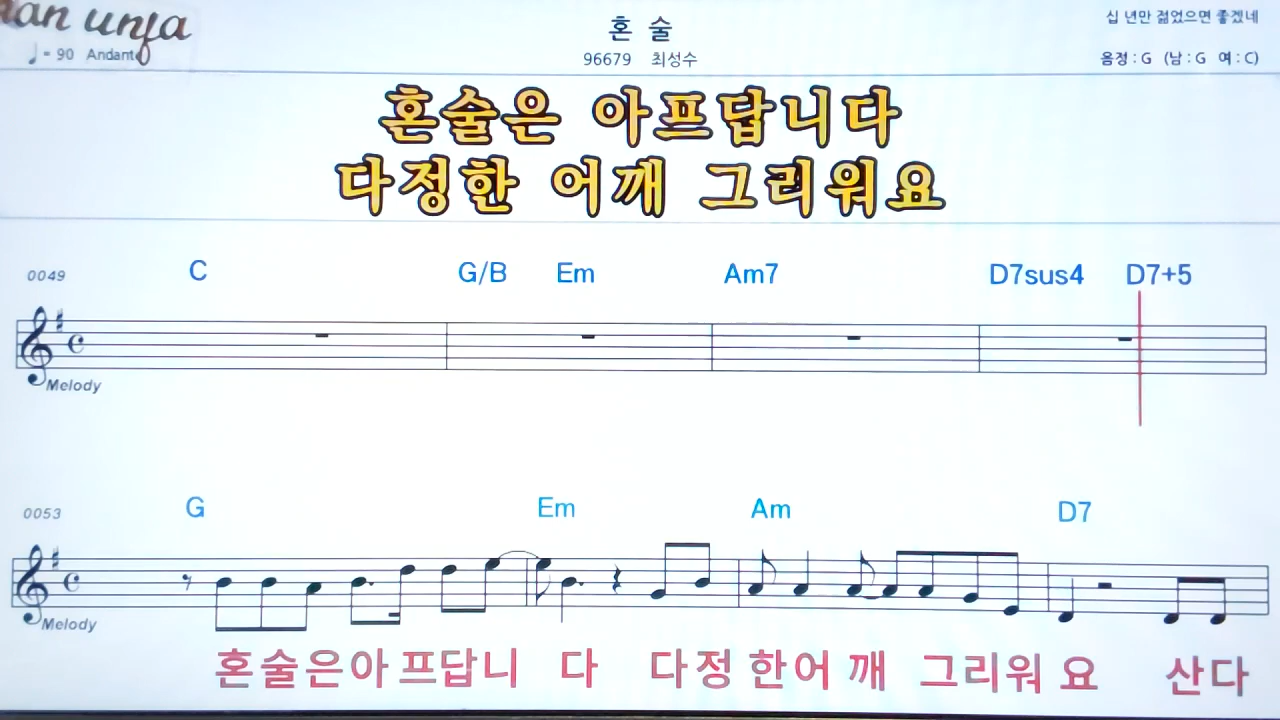 혼 술
십 년만 젊었으면 좋겠네
♩= 90 Andante
96679 최성수
음정 : G (남 : G 여 : C)
혼술은 아프답니다
다정한 어깨 그리워요
0049 C G/B Em Am7 D7sus4 D7+5
Melody
0053 G Em Am D7
Melody
혼술은아 프답니 다 다정 한어 깨 그리워 요 산다